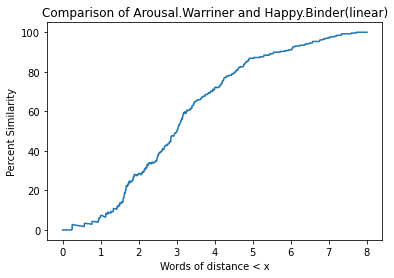 Comparison of Arousal.Warriner and Happy.Binder(linear)
100
80
60
40
20
0
Percent Similarity
0 1 2 3 4 5 6 7 8
Words of distance < x